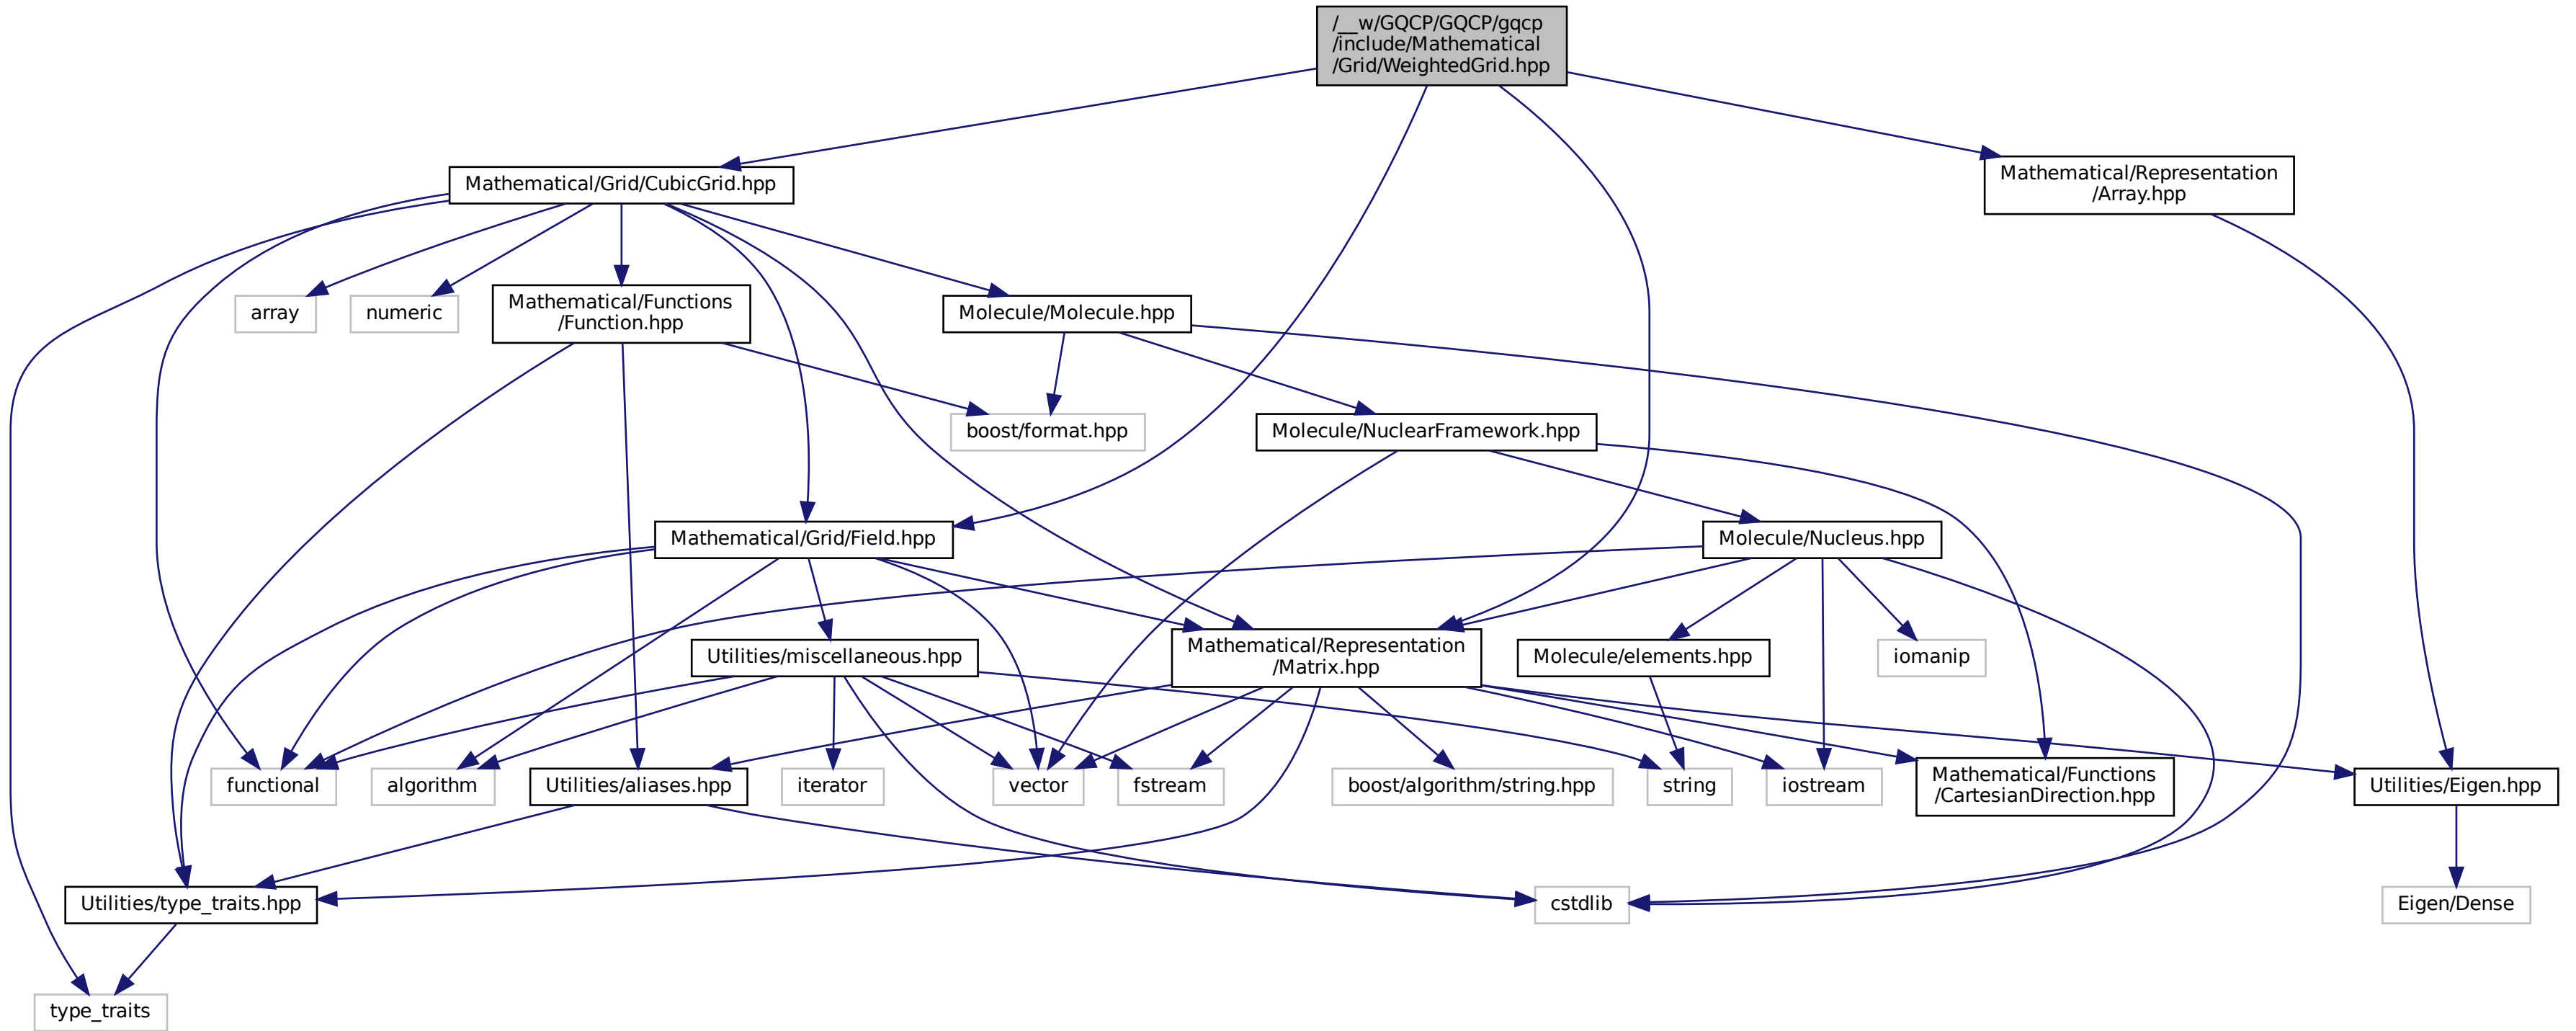 /__w/GQCP/GQCP/gqcp
/include/Mathematical
/Grid/WeightedGrid.hpp
Mathematical/Grid/CubicGrid.hpp
Mathematical/Representation
/Array.hpp
array
numeric
Mathematical/Functions
/Function.hpp
Molecule/Molecule.hpp
boost/format.hpp
Molecule/NuclearFramework.hpp
Mathematical/Grid/Field.hpp
Molecule/Nucleus.hpp
Utilities/miscellaneous.hpp
Mathematical/Representation
/Matrix.hpp
Molecule/elements.hpp
iomanip
functional
algorithm
Utilities/aliases.hpp
iterator
vector
fstream
boost/algorithm/string.hpp
string
iostream
Mathematical/Functions
/CartesianDirection.hpp
Utilities/Eigen.hpp
Utilities/type_traits.hpp
cstdlib
Eigen/Dense
type_traits